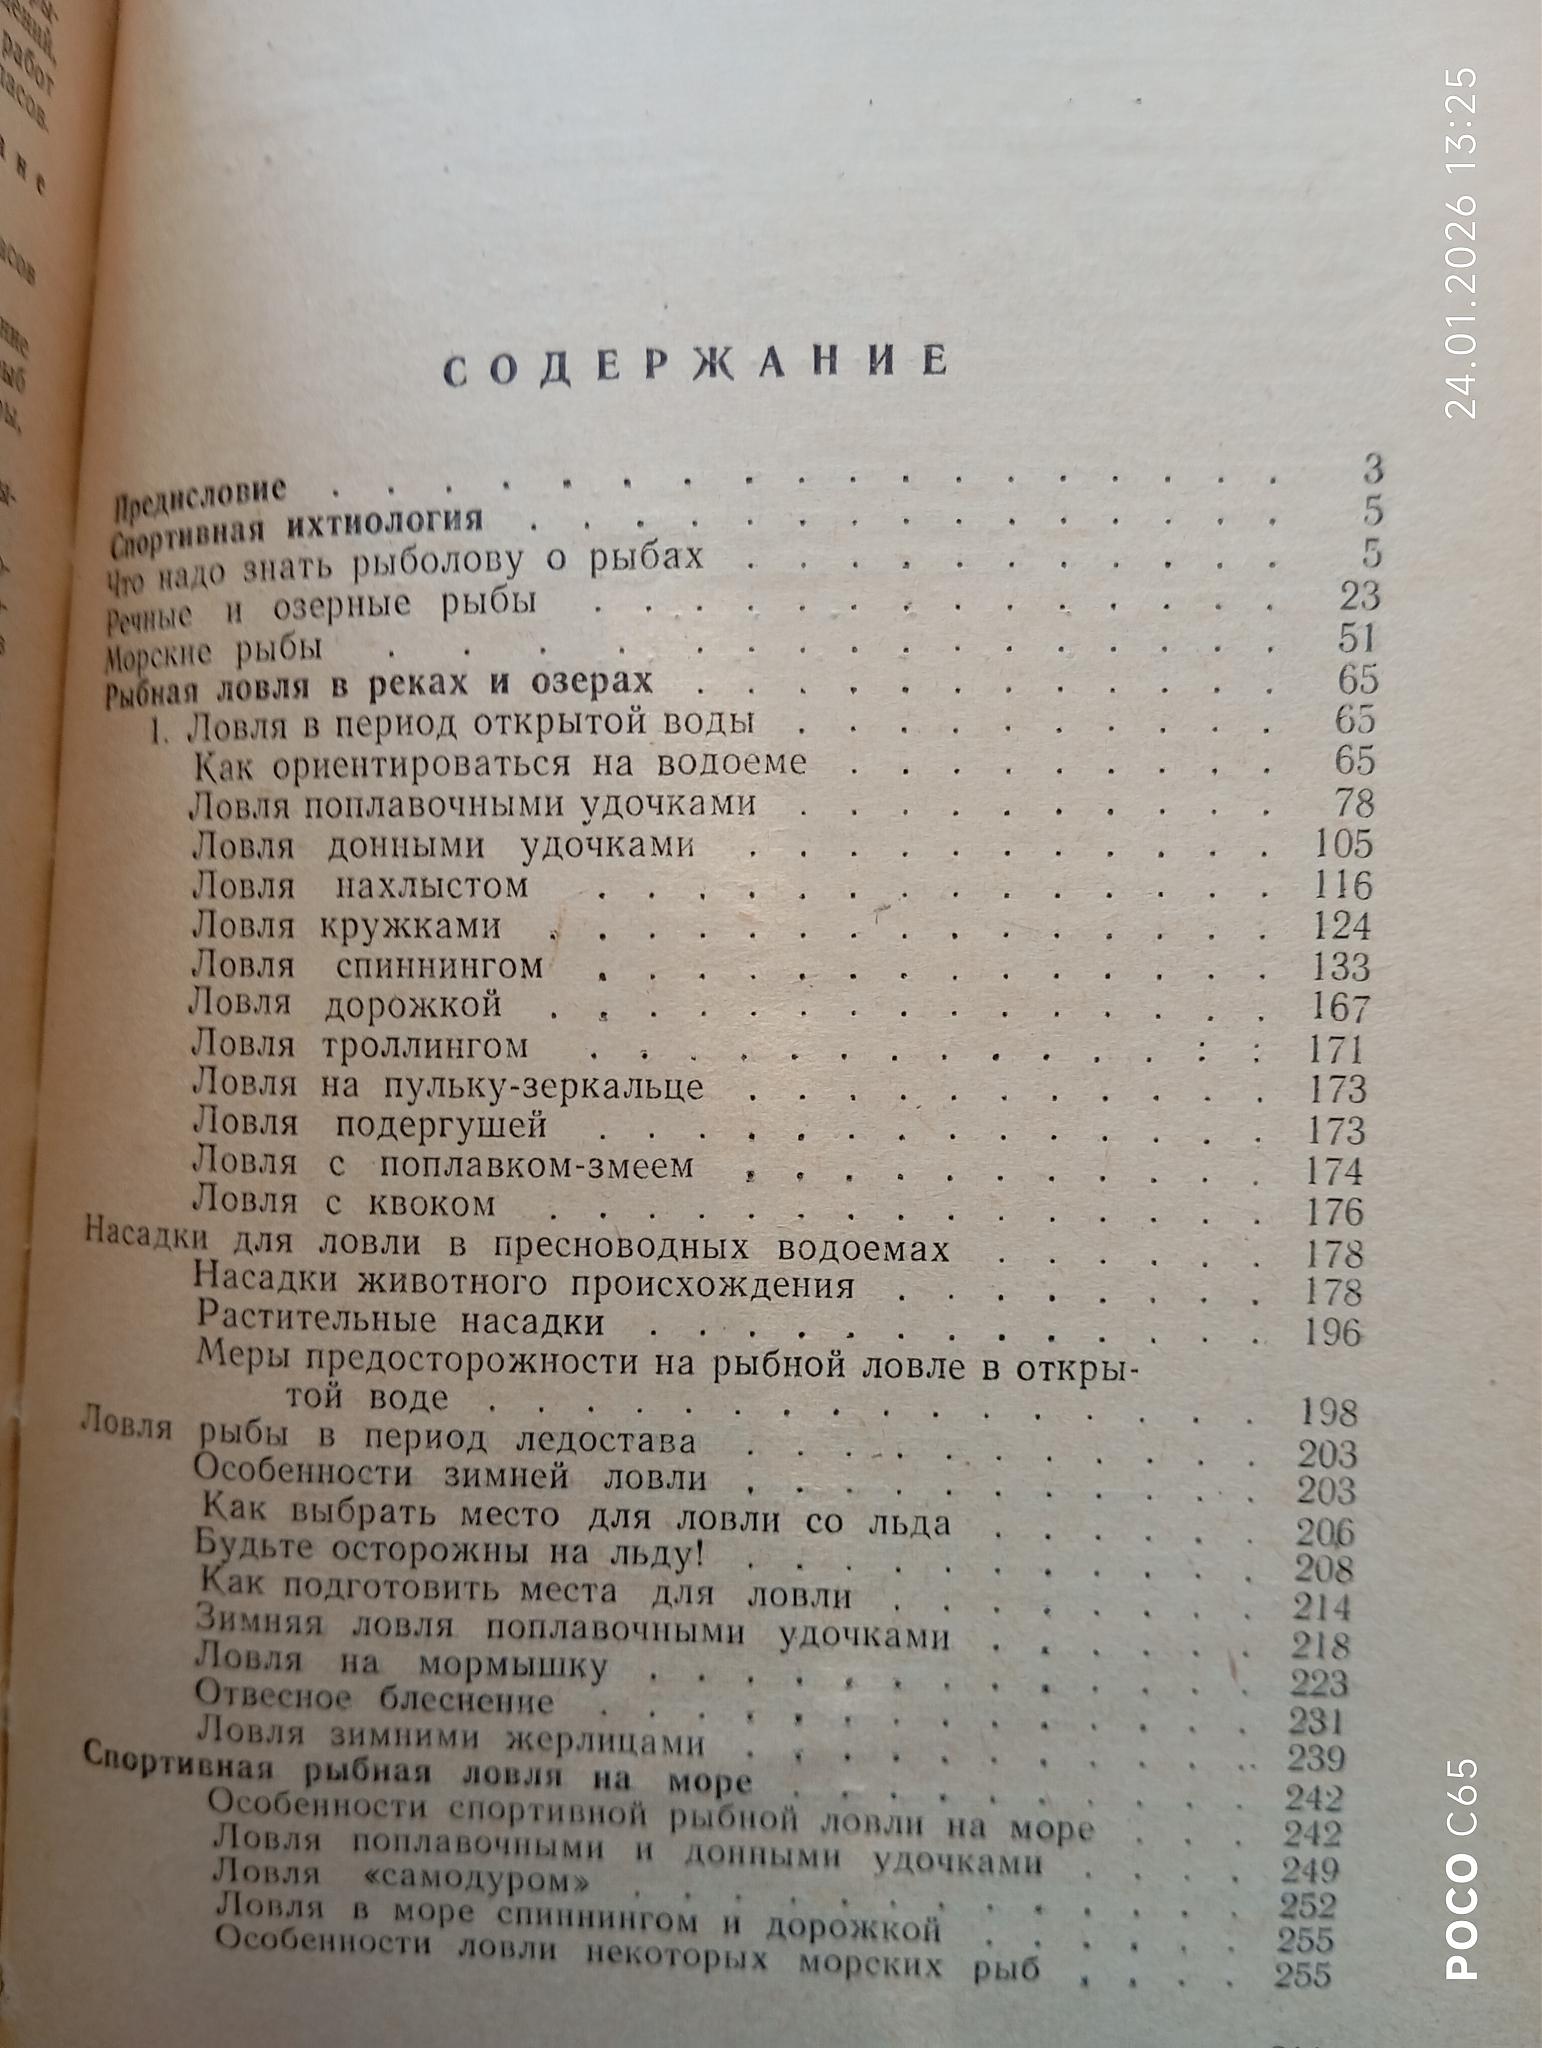 СОДЕРЖАНИЕ
Предисловие . . . . . . . . . . . . . . . . . 3
Спортивная ихтиология . . . . . . . . . . . . . . 5
Что надо знать рыболову о рыбах . . . . . . . . . . . 5
Речные и озерные рыбы . . . . . . . . . . . . . . 23
Морские рыбы . . . . . . . . . . . . . . . . 51
Рыбная ловля в реках и озерах . . . . . . . . . . . . 65
1. Ловля в период открытой воды . . . . . . . . . . 65
Как ориентироваться на водоеме . . . . . . . . . 65
Ловля поплавочными удочками . . . . . . . . . . 78
Ловля донными удочками . . . . . . . . . . . 105
Ловля нахлыстом . . . . . . . . . . . . . . 116
Ловля кружками . . . . . . . . . . . . . . . 124
Ловля спиннингом . . . . . . . . . . . . . . 133
Ловля дорожкой . . . . . . . . . . . . . . . 167
Ловля троллингом . . . . . . . . . . . . : : 171
Ловля на пульку-зеркальце . . . . . . . . . . . 173
Ловля подергушей . . . . . . . . . . . . . . 173
Ловля с поплавком-змеем . . . . . . . . . . . 174
Ловля с квоком . . . . . . . . . . . . . . . 176
Насадки для ловли в пресноводных водоемах . . . . . . 178
Насадки животного происхождения . . . . . . . . 178
Растительные насадки . . . . . . . . . . . . . 196
Меры предосторожности на рыбной ловле в откры-
той воде . . . . . . . . . . . . . . . . 198
Ловля рыбы в период ледостава . . . . . . . . . . . 203
Особенности зимней ловли . . . . . . . . . . . 203
Как выбрать место для ловли со льда . . . . . . 206
Будьте осторожны на льду! . . . . . . . . . . . 208
Как подготовить места для ловли . . . . . . . . 214
Зимняя ловля поплавочными удочками . . . . . . 218
Ловля на мормышку . . . . . . . . . . . . . 223
Отвесное блеснение . . . . . . . . . . . . . . 231
Ловля зимними жерлицами . . . . . . . . . . . 239
Спортивная рыбная ловля на море . . . . . . . . . . 242
Особенности спортивной рыбной ловли на море . . . 242
Ловля поплавочными и донными удочками . . . . 249
Ловля «самодуром» . . . . . . . . . . . . . 252
Ловля в море спиннингом и дорожкой . . . . . . 255
Особенности ловли некоторых морских рыб . . . . 255
24.01.2026 13:25
POCO C65